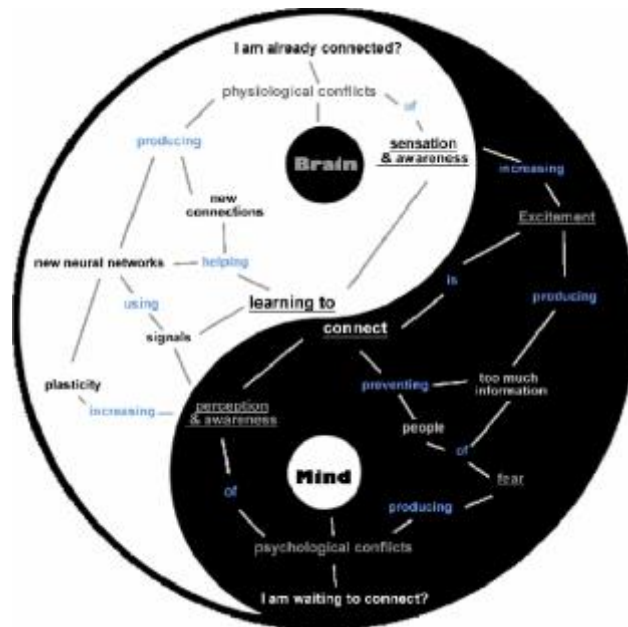 I am already connected?
physiological conflicts
of
producing
Brain
sensation
& awareness
increasing
new
connections
Excitement
new neural networks
helping
is
using
learning to
producing
connect
signals
plasticity
preventing
too much
information
increasing
perception
& awareness
people
of
Mind
fear
of
producing
psychological conflicts
I am waiting to connect?